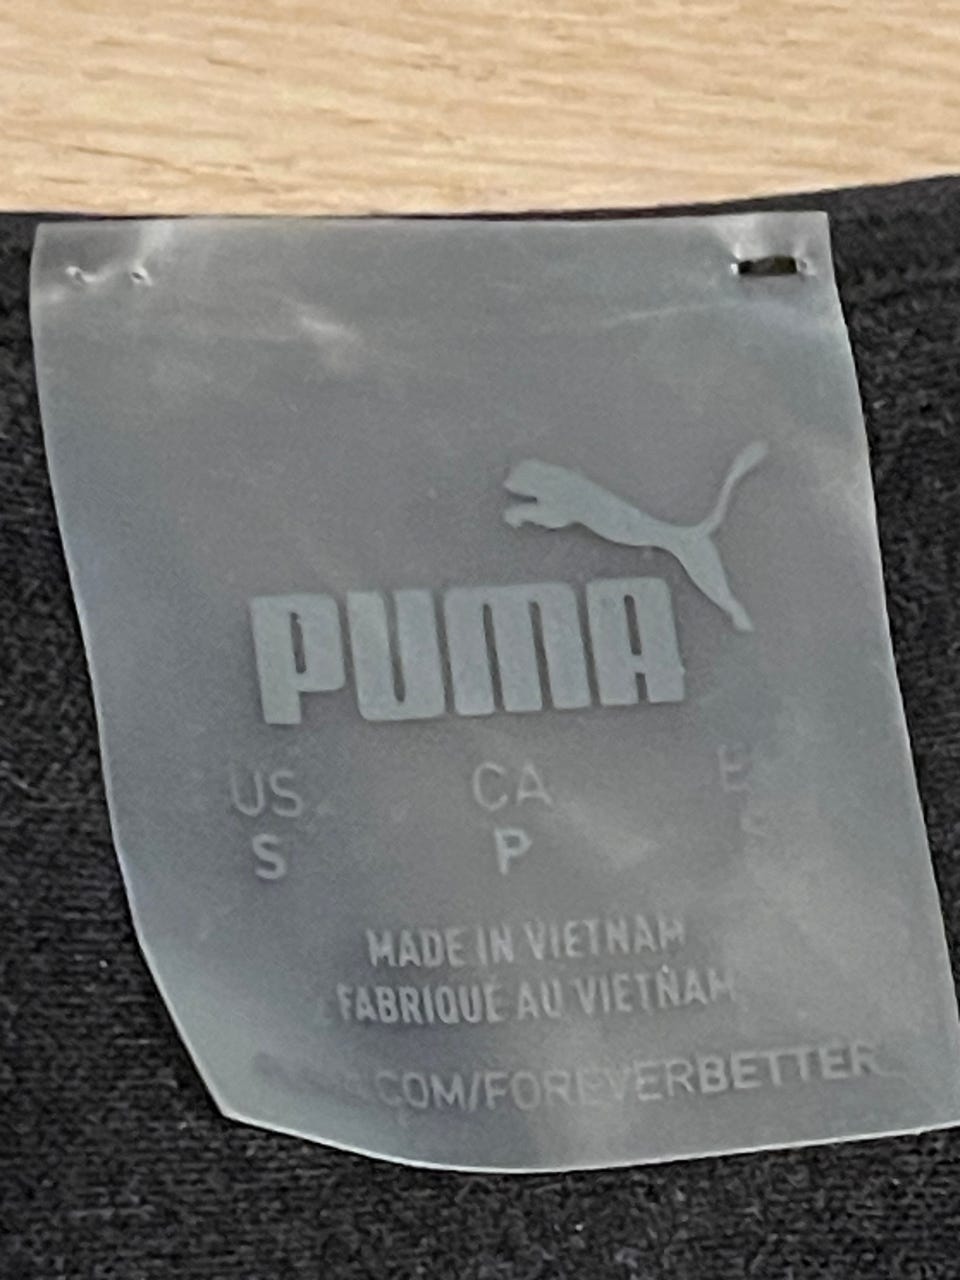 PUMA
US CA
S P
MADE IN VIETNAM
FABRIQUÉ AU VIETNAM
.COM/FOREVERBETTER